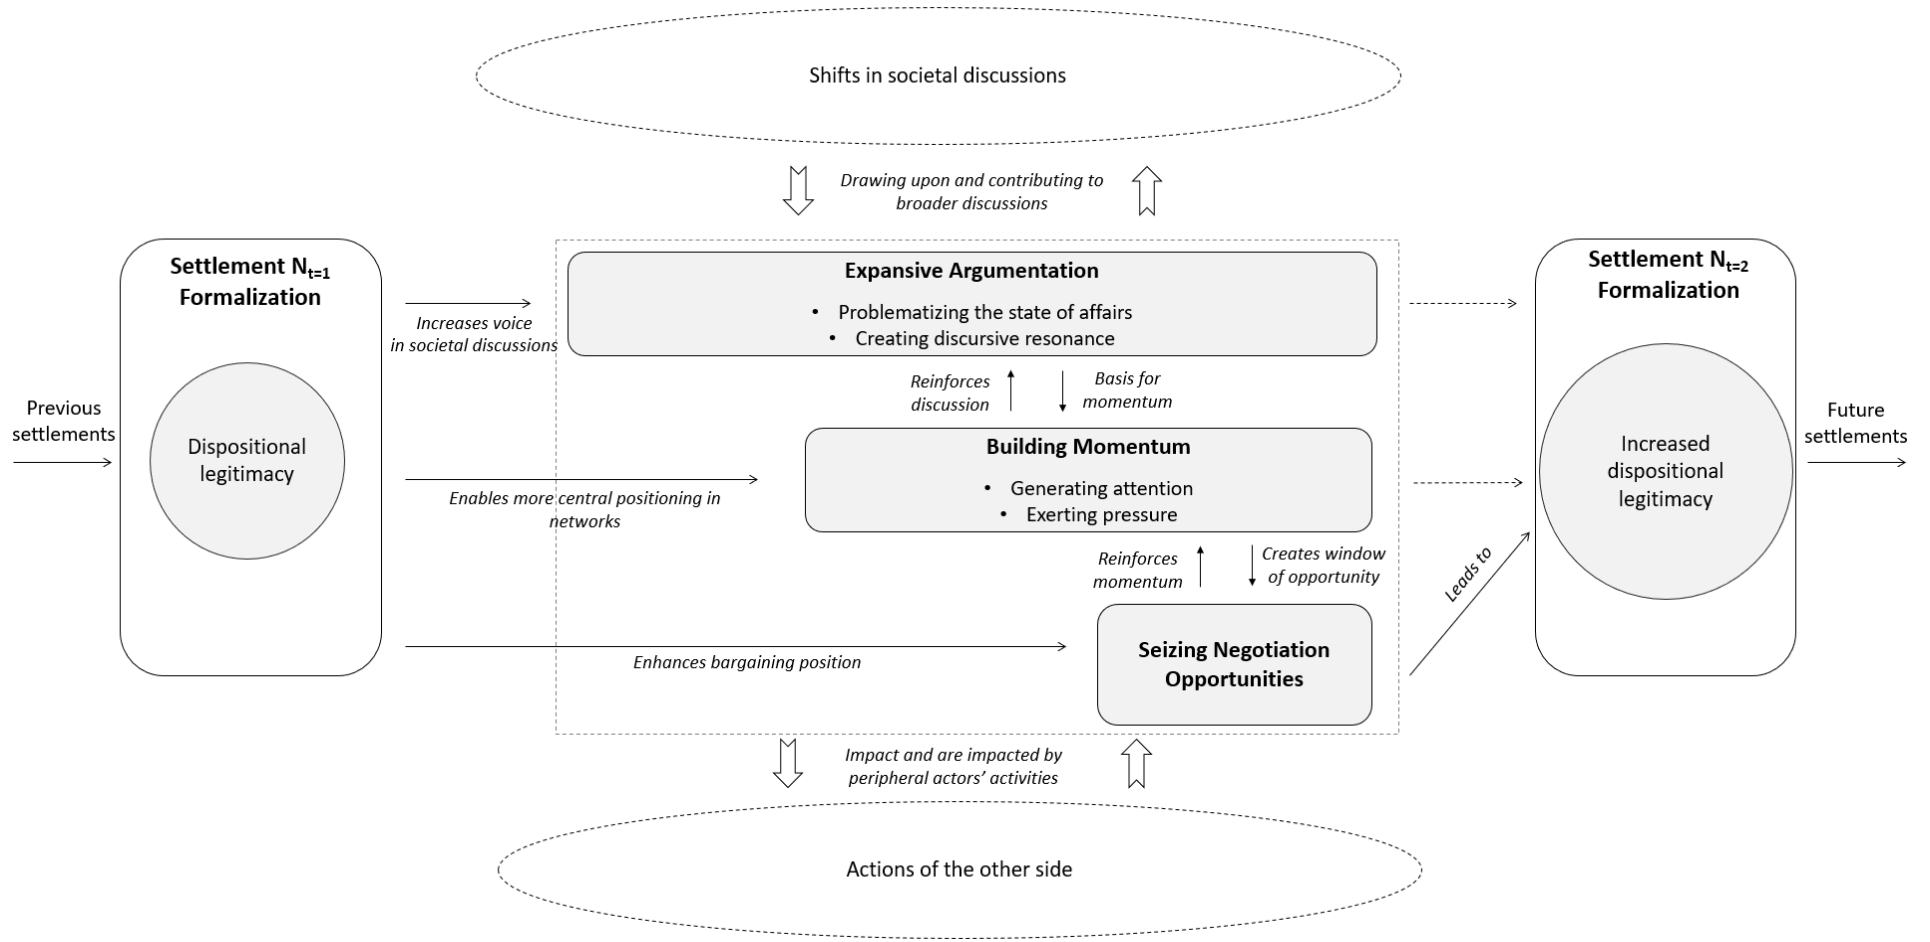 Shifts in societal discussions
Drawing upon and contributing to
broader discussions
Settlement Nt=1
Formalization
Dispositional
legitimacy
Previous
settlements
Increases voice
in societal discussions
Enables more central positioning in
networks
Enhances bargaining position
Expansive Argumentation
• Problematizing the state of affairs
• Creating discursive resonance
Reinforces
discussion
Basis for
momentum
Building Momentum
• Generating attention
• Exerting pressure
Reinforces
momentum
Creates window
of opportunity
Seizing Negotiation
Opportunities
Leads to
Settlement Nt=2
Formalization
Increased
dispositional
legitimacy
Future
settlements
Impact and are impacted by
peripheral actors’ activities
Actions of the other side